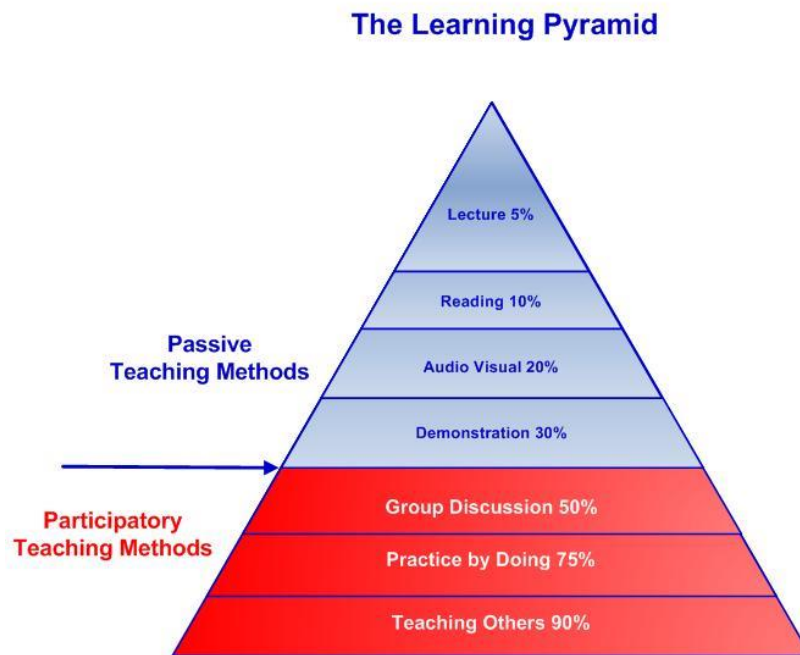 The Learning Pyramid
Lecture 5%
Reading 10%
Passive
Teaching Methods
Audio Visual 20%
Demonstration 30%
Participatory
Teaching Methods
Group Discussion 50%
Practice by Doing 75%
Teaching Others 90%